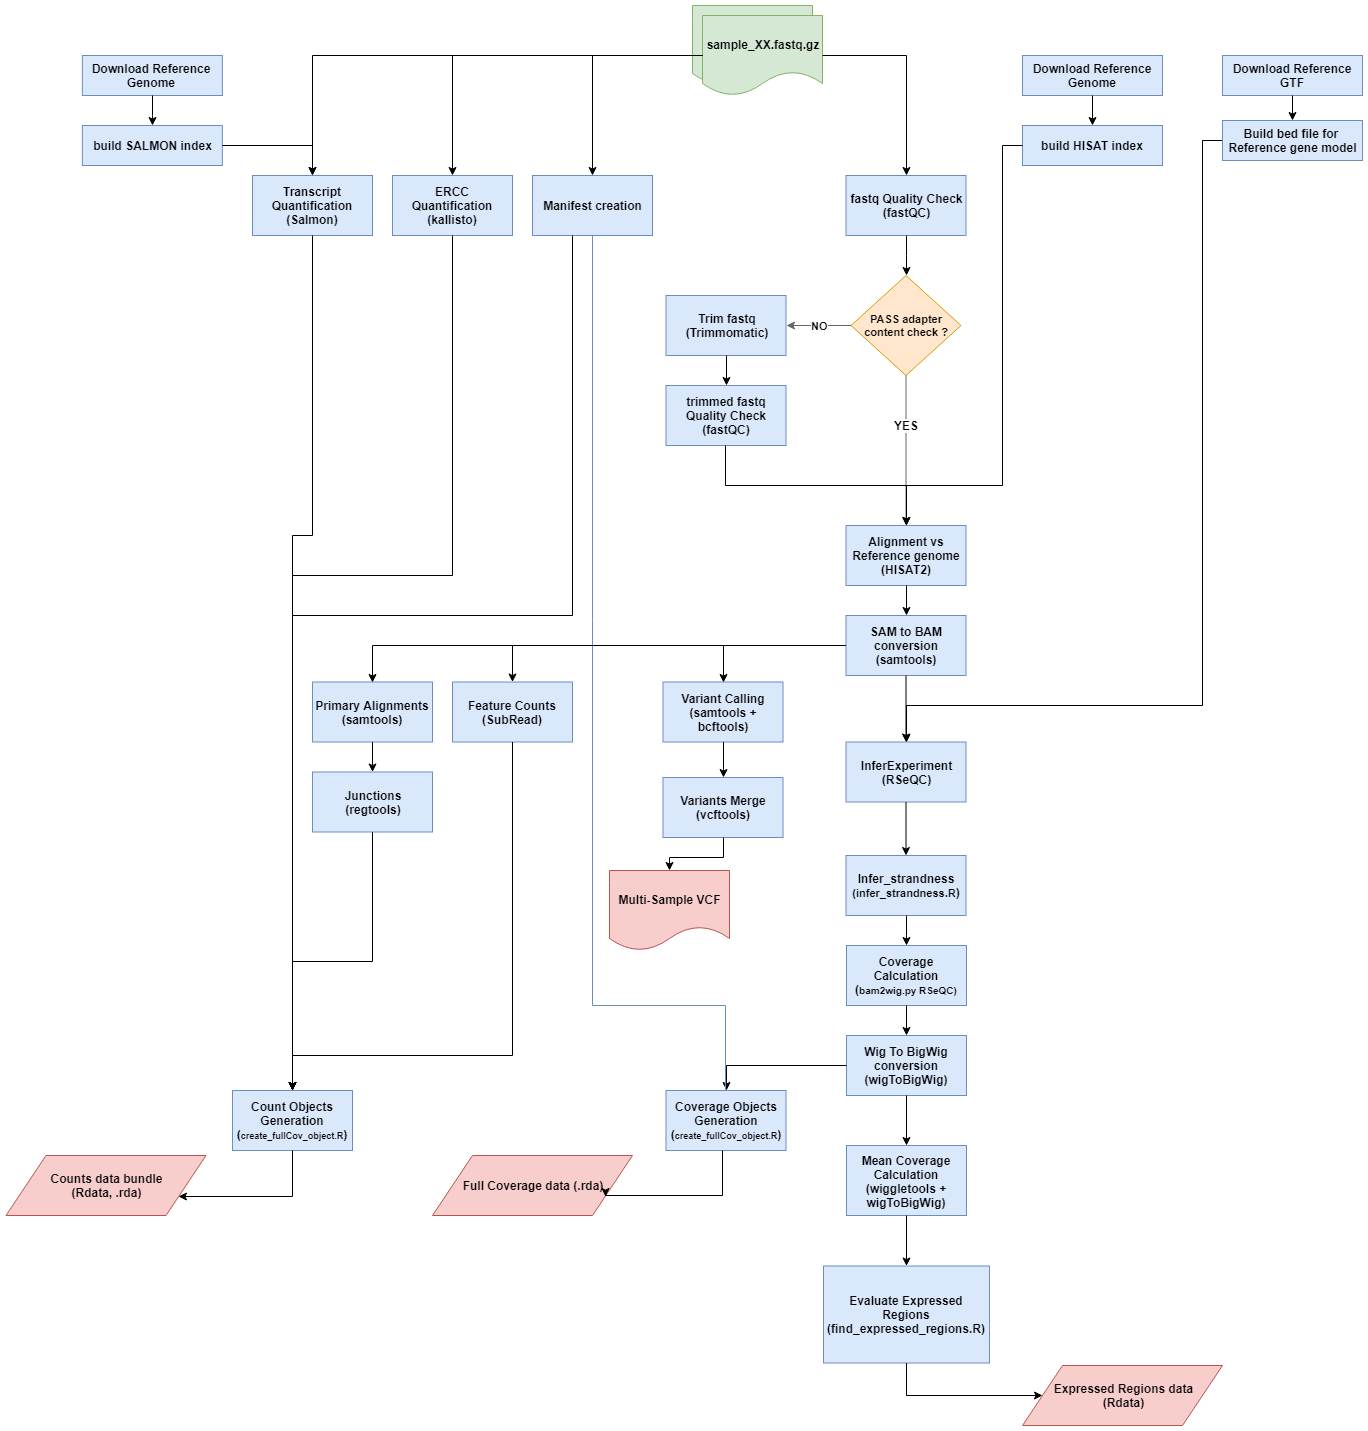 sample_XX.fastq.gz
Download Reference
Genome
Download Reference
Genome
Download Reference
GTF
build SALMON index
build HISAT index
Build bed file for
Reference gene model
Transcript
Quantification
(Salmon)
ERCC
Quantification
(kallisto)
Manifest creation
fastq Quality Check
(fastQC)
PASS adapter
content check ?
NO
Trim fastq
(Trimmomatic)
trimmed fastq
Quality Check
(fastQC)
YES
Alignment vs
Reference genome
(HISAT2)
SAM to BAM
conversion
(samtools)
Primary Alignments
(samtools)
Feature Counts
(SubRead)
Variant Calling
(samtools +
bcftools)
InferExperiment
(RSeQC)
Junctions
(regtools)
Variants Merge
(vcftools)
Multi-Sample VCF
Infer_strandness
(infer_strandness.R)
Coverage
Calculation
(bam2wig.py RSeQC)
Wig To BigWig
conversion
(wigToBigWig)
Count Objects
Generation
(create_fullCov_object.R)
Coverage Objects
Generation
(create_fullCov_object.R)
Counts data bundle
(Rdata, .rda)
Full Coverage data (.rda)
Mean Coverage
Calculation
(wiggletools +
wigToBigWig)
Evaluate Expressed
Regions
(find_expressed_regions.R)
Expressed Regions data
(Rdata)